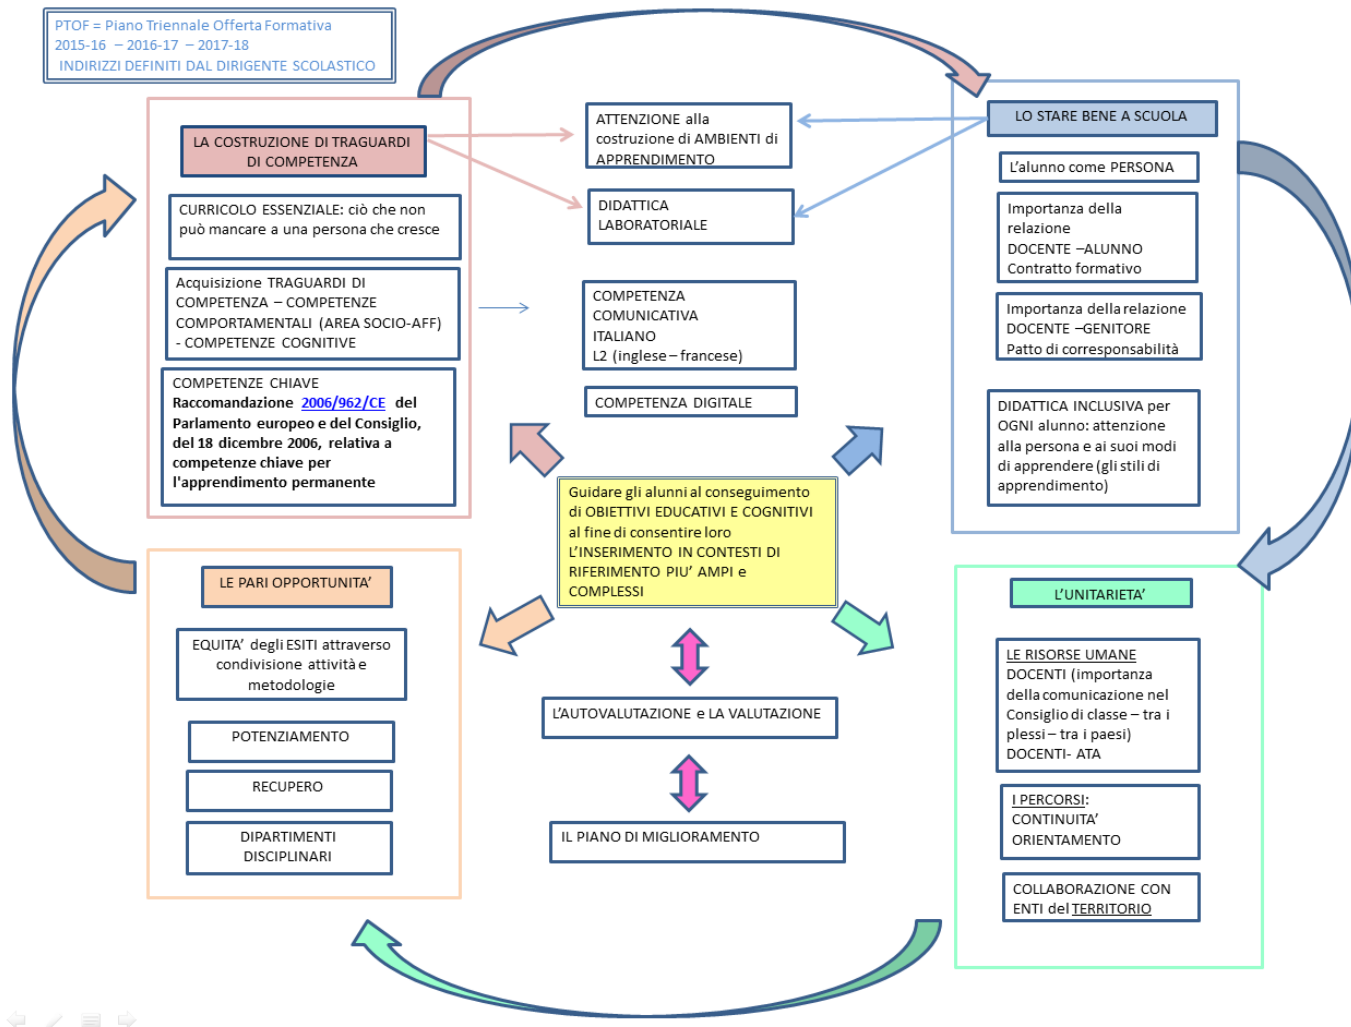 PTOF = Piano Triennale Offerta Formativa
2015-16 – 2016-17 – 2017-18
INDIRIZZI DEFINITI DAL DIRIGENTE SCOLASTICO
LA COSTRUZIONE DI TRAGUARDI
DI COMPETENZA
CURRICOLO ESSENZIALE: ciò che non
può mancare a una persona che cresce
Acquisizione TRAGUARDI DI
COMPETENZA – COMPETENZE
COMPORTAMENTALI (AREA SOCIO-AFF)
- COMPETENZE COGNITIVE
COMPETENZE CHIAVE
Raccomandazione 2006/962/CE del
Parlamento europeo e del Consiglio,
del 18 dicembre 2006, relativa a
competenze chiave per
l'apprendimento permanente
ATTENZIONE alla
costruzione di AMBIENTI di
APPRENDIMENTO
DIDATTICA
LABORATORIALE
COMPETENZA
COMUNICATIVA
ITALIANO
L2 (inglese – francese)
COMPETENZA DIGITALE
LO STARE BENE A SCUOLA
L'alunno come PERSONA
Importanza della
relazione
DOCENTE –ALUNNO
Contratto formativo
Importanza della relazione
DOCENTE –GENITORE
Patto di corresponsabilità
DIDATTICA INCLUSIVA per
OGNI alunno: attenzione
alla persona e ai suoi modi
di apprendere (gli stili di
apprendimento)
Guidare gli alunni al conseguimento
di OBIETTIVI EDUCATIVI E COGNITIVI
al fine di consentire loro
L'INSERIMENTO IN CONTESTI DI
RIFERIMENTO PIU' AMPI e
COMPLESSI
LE PARI OPPORTUNITA'
EQUITA' degli ESITI attraverso
condivisione attività e
metodologie
POTENZIAMENTO
RECUPERO
DIPARTIMENTI
DISCIPLINARI
L'AUTOVALUTAZIONE e LA VALUTAZIONE
IL PIANO DI MIGLIORAMENTO
L'UNITARIETA'
LE RISORSE UMANE
DOCENTI (importanza
della comunicazione nel
Consiglio di classe – tra i
plessi – tra i paesi)
DOCENTI- ATA
I PERCORSI:
CONTINUITA'
ORIENTAMENTO
COLLABORAZIONE CON
ENTI del TERRITORIO